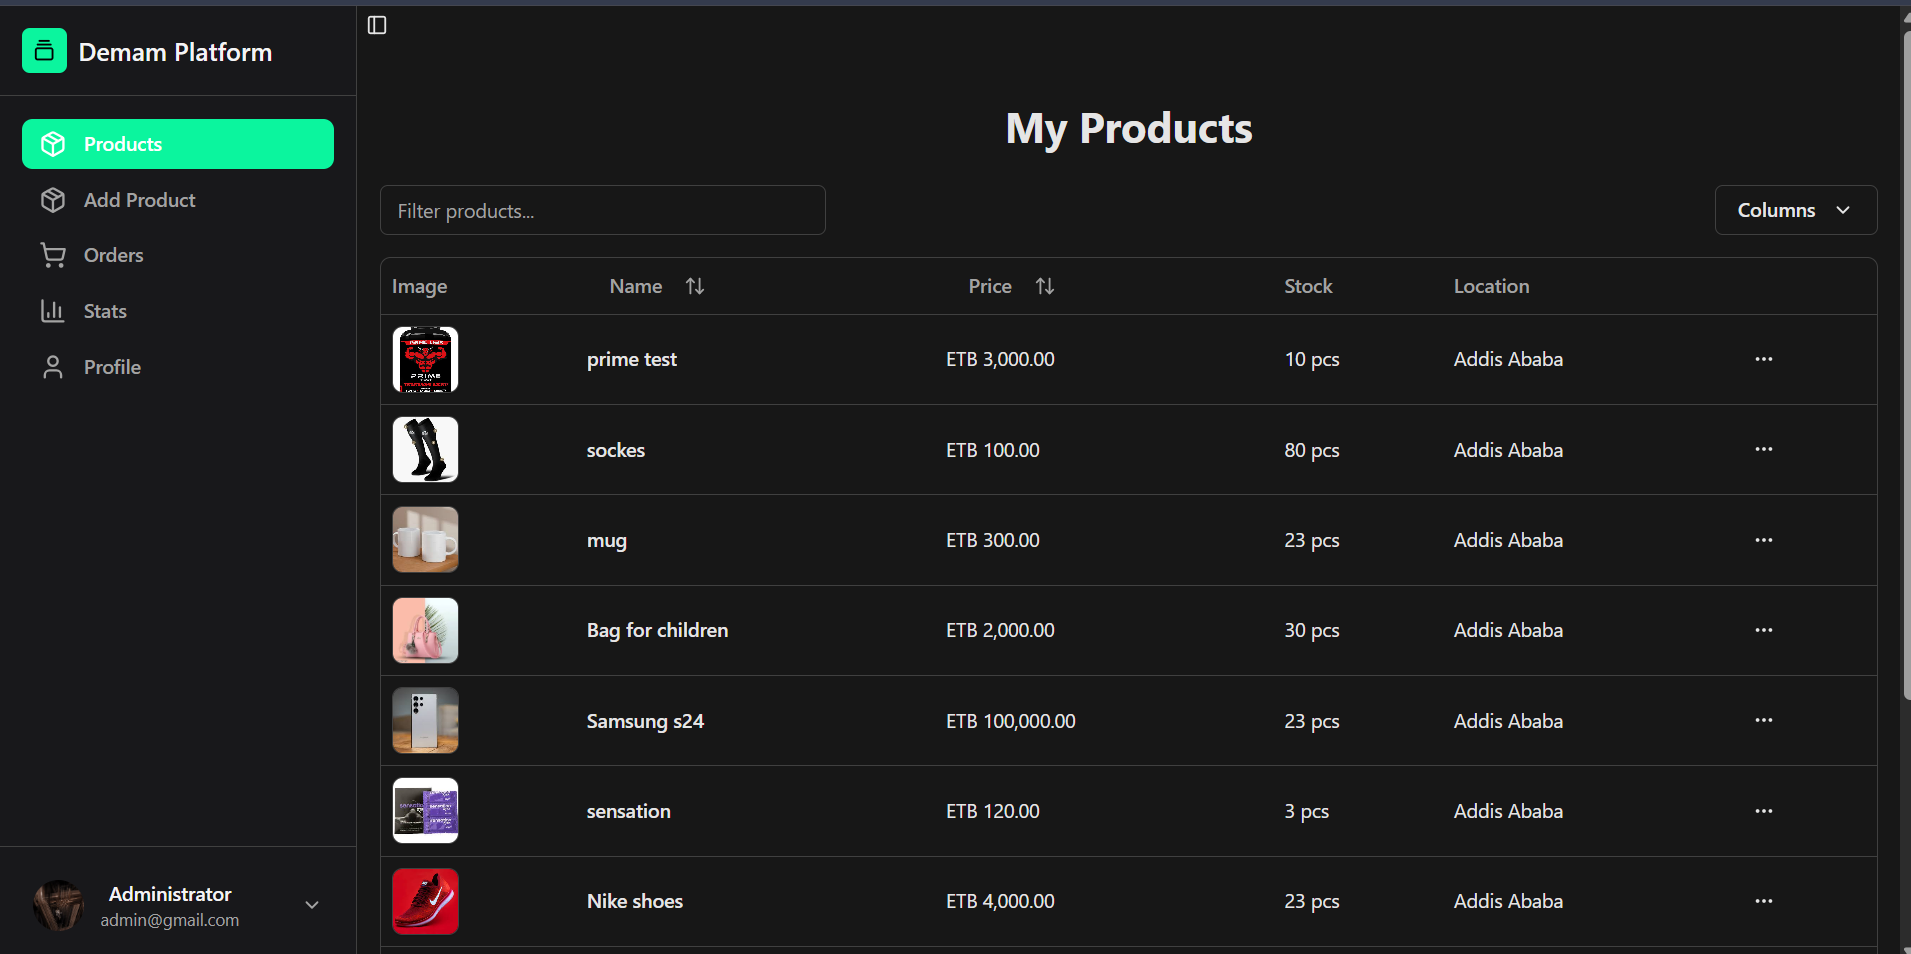 Demam Platform
Products
Add Product
Orders
Stats
Profile
Administrator
admin@gmail.com
My Products
Filter products...
Columns
Image Name Price Stock Location
PRIME
prime test ETB 3,000.00 10 pcs Addis Ababa
sockes ETB 100.00 80 pcs Addis Ababa
mug ETB 300.00 23 pcs Addis Ababa
Bag for children ETB 2,000.00 30 pcs Addis Ababa
Samsung s24 ETB 100,000.00 23 pcs Addis Ababa
sensation ETB 120.00 3 pcs Addis Ababa
Nike shoes ETB 4,000.00 23 pcs Addis Ababa